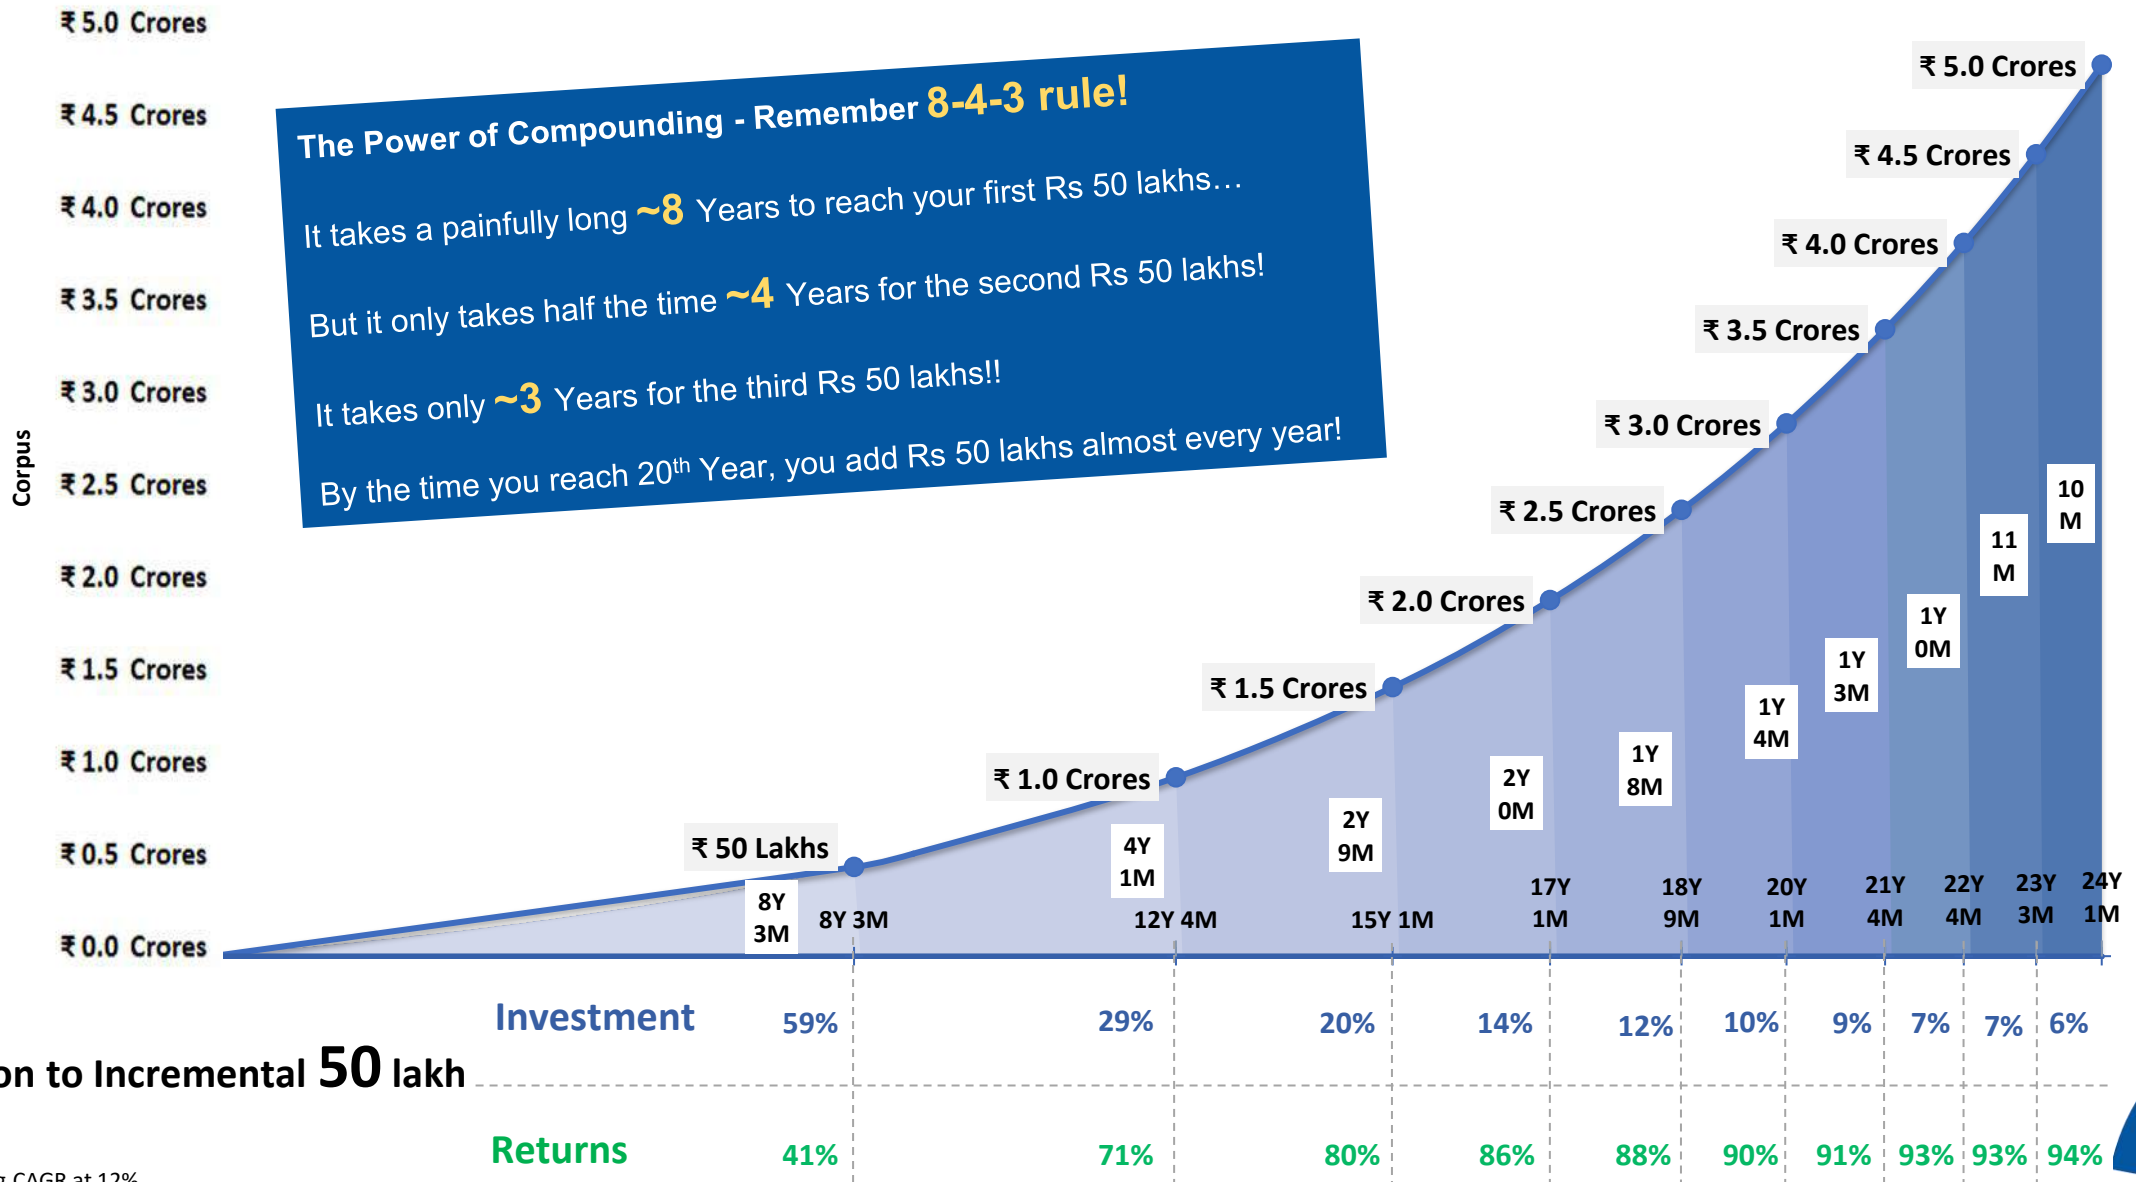 ₹ 5.0 Crores
₹ 4.5 Crores
₹ 4.0 Crores
₹ 3.5 Crores
₹ 3.0 Crores
₹ 2.5 Crores
₹ 2.0 Crores
₹ 1.5 Crores
₹ 1.0 Crores
₹ 0.5 Crores
₹ 0.0 Crores
Corpus
The Power of Compounding - Remember 8-4-3 rule!
It takes a painfully long ~8 Years to reach your first Rs 50 lakhs…
But it only takes half the time ~4 Years for the second Rs 50 lakhs!
It takes only ~3 Years for the third Rs 50 lakhs!!
By the time you reach 20th Year, you add Rs 50 lakhs almost every year!
₹ 50 Lakhs
₹ 1.0 Crores
₹ 1.5 Crores
₹ 2.0 Crores
₹ 2.5 Crores
₹ 3.0 Crores
₹ 3.5 Crores
₹ 4.0 Crores
₹ 4.5 Crores
₹ 5.0 Crores
8Y
3M
4Y
1M
2Y
9M
2Y
0M
1Y
8M
1Y
4M
1Y
3M
1Y
0M
11
M
10
M
8Y 3M
12Y 4M
15Y 1M
17Y
1M
18Y
9M
20Y
1M
21Y
4M
22Y
4M
23Y
3M
24Y
1M
Investment 59% 29% 20% 14% 12% 10% 9% 7% 7% 6%
on to Incremental 50 lakh
Returns 41% 71% 80% 86% 88% 90% 91% 93% 93% 94%
CAGR at 12%